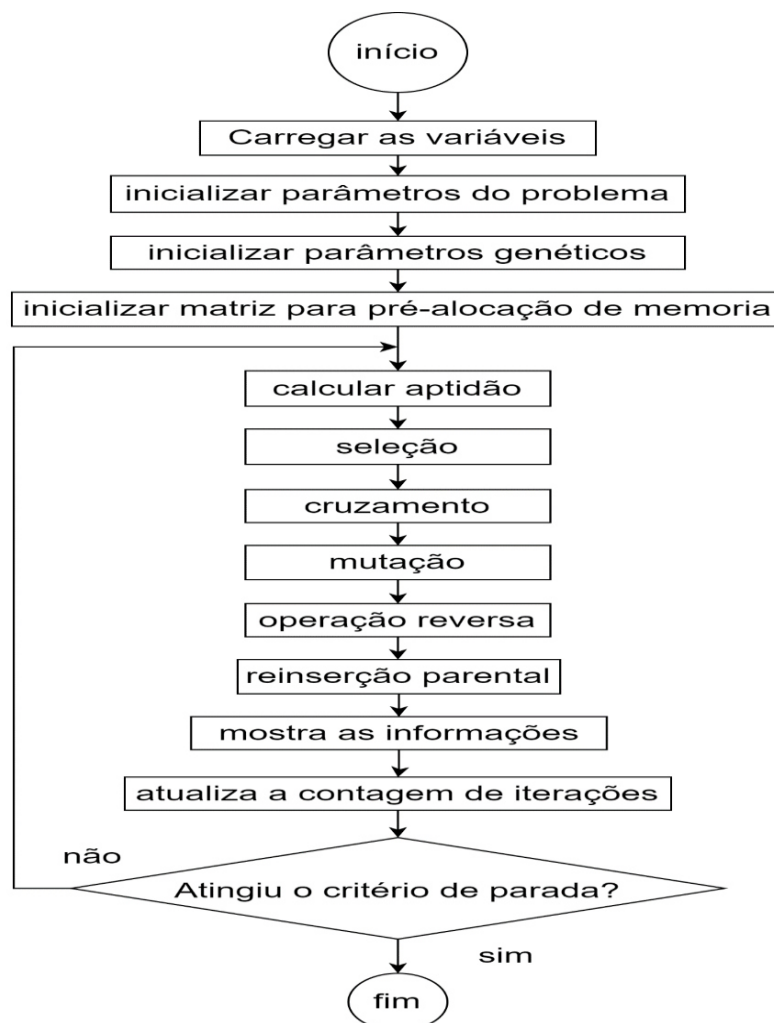 início
Carregar as variáveis
inicializar parâmetros do problema
inicializar parâmetros genéticos
inicializar matriz para pré-alocação de memoria
calcular aptidão
seleção
cruzamento
mutação
operação reversa
reinserção parental
mostra as informações
atualiza a contagem de iterações
não
Atingiu o critério de parada?
sim
fim